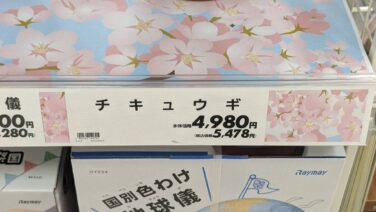 儀
00円
,280円)
チキュウギ
本体価格 4,980円
(税込価格 5,478円)
Raymay
国別色わけ
地球儀
Raymay